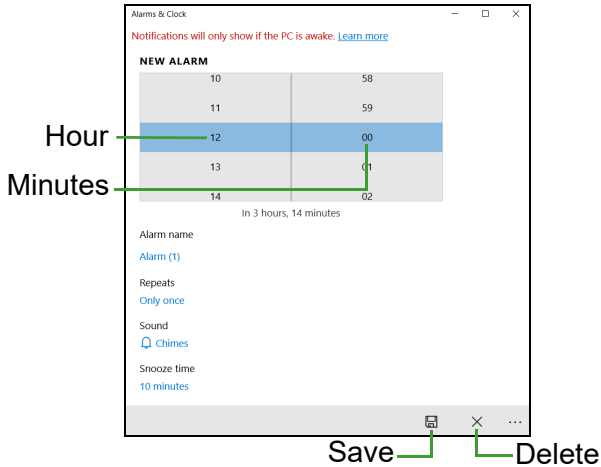 Alarms & Clock
Notifications will only show if the PC is awake. Learn more
NEW ALARM
10 58
11 59
Hour 12 00
13 01
Minutes
14 02
In 3 hours, 14 minutes
Alarm name
Alarm (1)
Repeats
Only once
Sound
Chimes
Snooze time
10 minutes
Save Delete